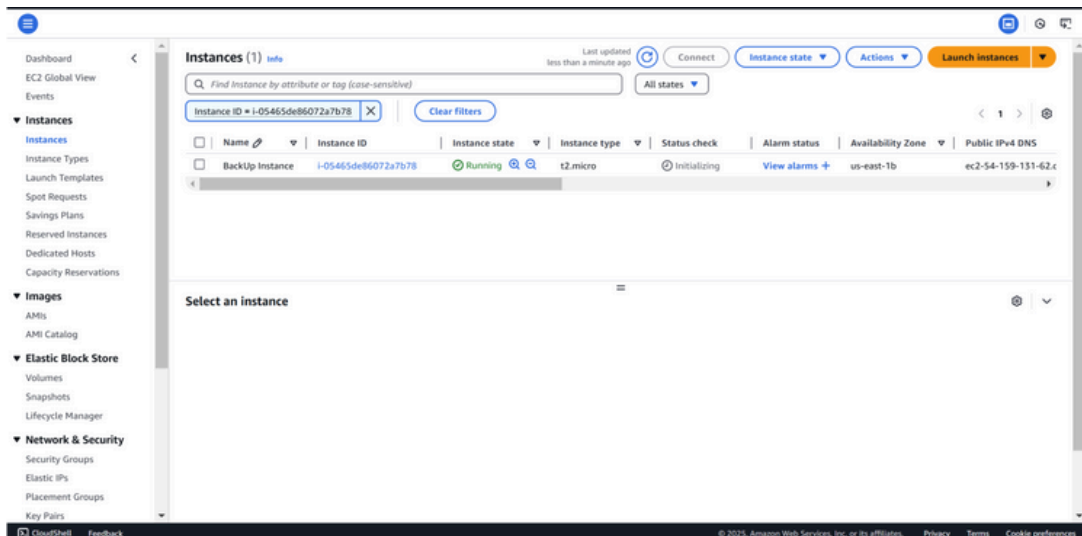 Dashboard
EC2 Global View
Events
Instances
Instances
Instance Types
Launch Templates
Spot Requests
Savings Plans
Reserved Instances
Dedicated Hosts
Capacity Reservations
Images
AMIs
AMI Catalog
Elastic Block Store
Volumes
Snapshots
Lifecycle Manager
Network & Security
Security Groups
Elastic IPs
Placement Groups
Key Pairs
Instances (1) Info
Last updated
less than a minute ago
Connect
Instance state
Actions
Launch instances
Find Instance by attribute or tag (case-sensitive)
All states
Instance ID = i-05465de86072a7b78
Clear filters
1
Name Instance ID Instance state Instance type Status check Alarm status Availability Zone Public IPv4 DNS
BackUp Instance i-05465de86072a7b78 Running t2.micro Initializing View alarms + us-east-1b ec2-54-159-131-62.c
Select an instance
CloudShell Feedback © 2025, Amazon Web Services, Inc. or its affiliates. Privacy Terms Cookie preferences